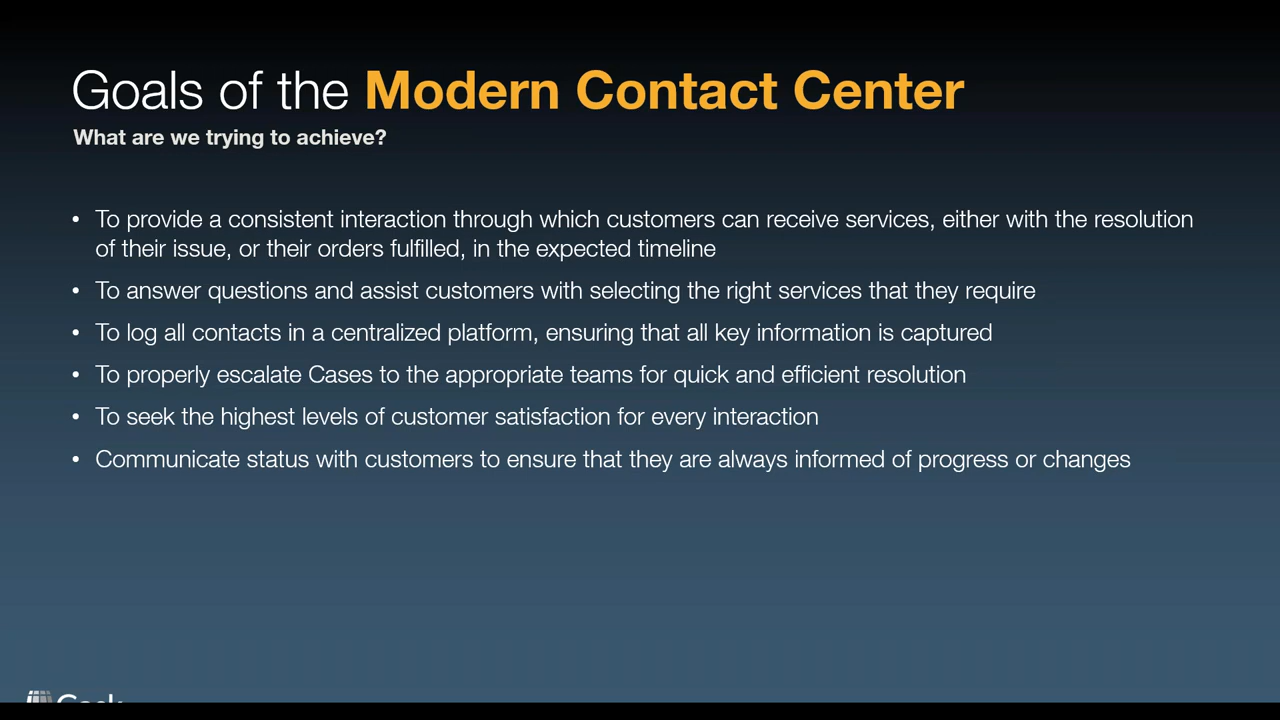 Goals of the Modern Contact Center
What are we trying to achieve?
• To provide a consistent interaction through which customers can receive services, either with the resolution
of their issue, or their orders fulfilled, in the expected timeline
• To answer questions and assist customers with selecting the right services that they require
• To log all contacts in a centralized platform, ensuring that all key information is captured
• To properly escalate Cases to the appropriate teams for quick and efficient resolution
• To seek the highest levels of customer satisfaction for every interaction
• Communicate status with customers to ensure that they are always informed of progress or changes